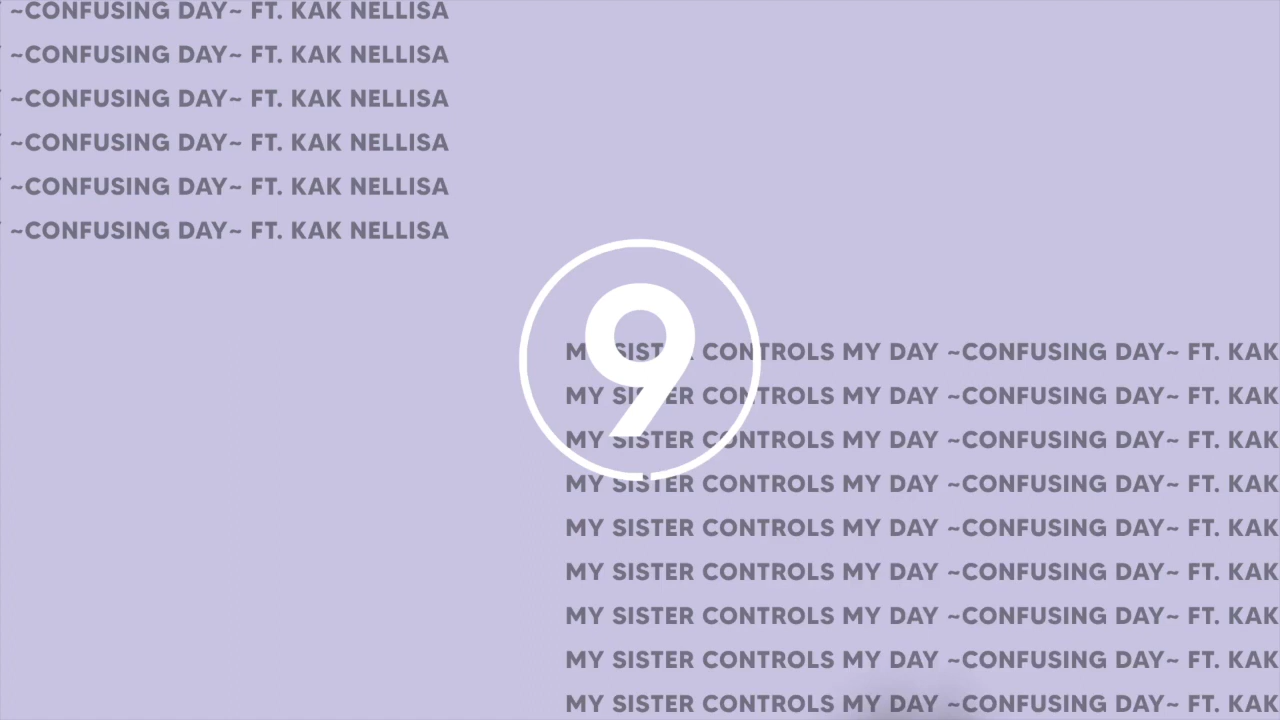 ~CONFUSING DAY~ FT. KAK NELLISA
~CONFUSING DAY~ FT. KAK NELLISA
~CONFUSING DAY~ FT. KAK NELLISA
~CONFUSING DAY~ FT. KAK NELLISA
~CONFUSING DAY~ FT. KAK NELLISA
~CONFUSING DAY~ FT. KAK NELLISA
9
MY SISTER CONTROLS MY DAY ~CONFUSING DAY~ FT. KAK
MY SISTER CONTROLS MY DAY ~CONFUSING DAY~ FT. KAK
MY SISTER CONTROLS MY DAY ~CONFUSING DAY~ FT. KAK
MY SISTER CONTROLS MY DAY ~CONFUSING DAY~ FT. KAK
MY SISTER CONTROLS MY DAY ~CONFUSING DAY~ FT. KAK
MY SISTER CONTROLS MY DAY ~CONFUSING DAY~ FT. KAK
MY SISTER CONTROLS MY DAY ~CONFUSING DAY~ FT. KAK
MY SISTER CONTROLS MY DAY ~CONFUSING DAY~ FT. KAK
MY SISTER CONTROLS MY DAY ~CONFUSING DAY~ FT. KAK